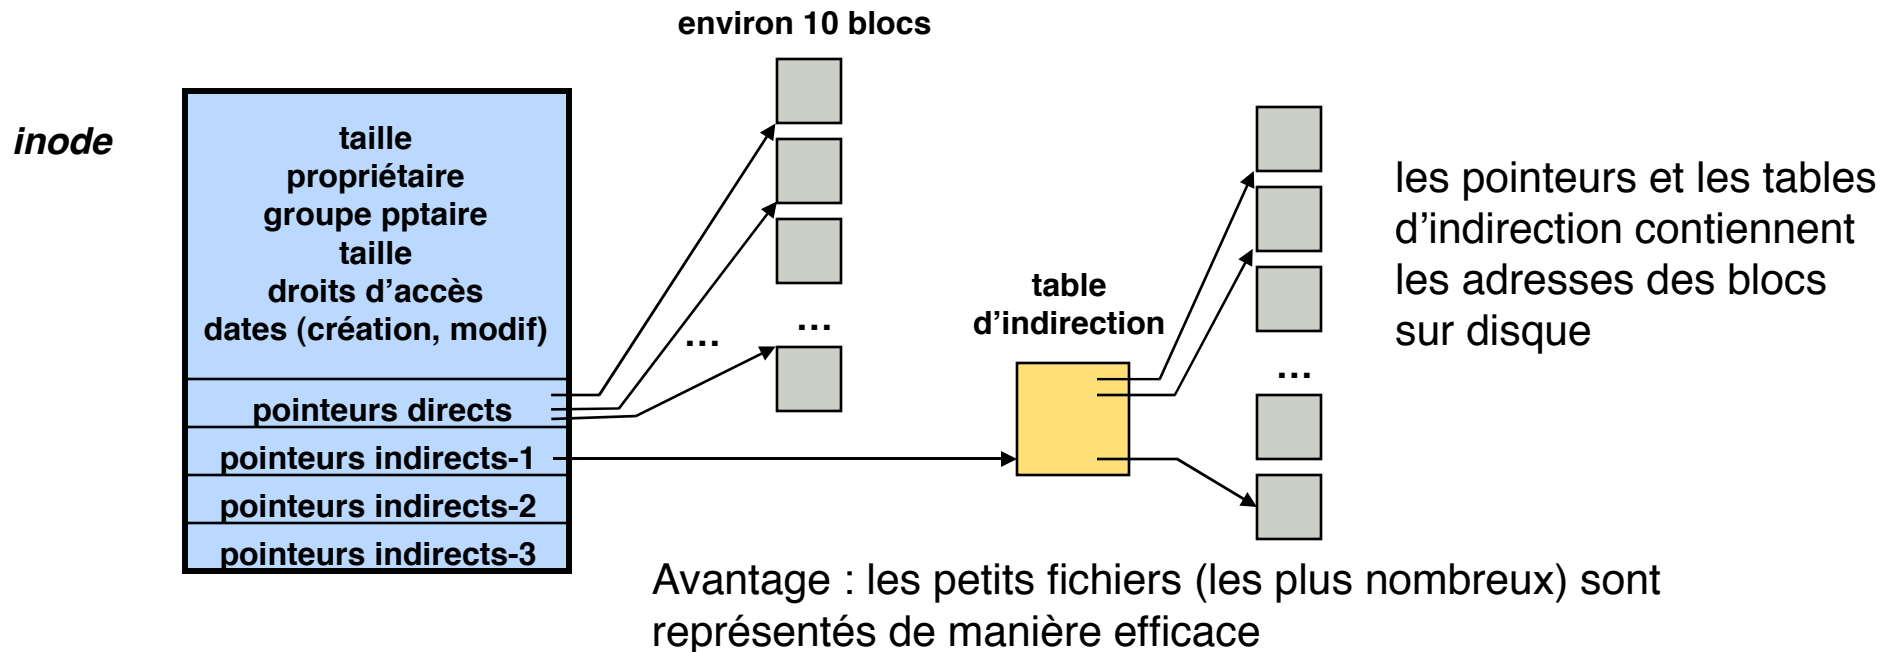 environ 10 blocs
inode
taille
propriétaire
groupe pptaire
taille
droits d’accès
dates (création, modif)
pointeurs directs
pointeurs indirects-1
pointeurs indirects-2
pointeurs indirects-3
...
...
table
d’indirection
...
les pointeurs et les tables
d’indirection contiennent
les adresses des blocs
sur disque
Avantage : les petits fichiers (les plus nombreux) sont
représentés de manière efficace